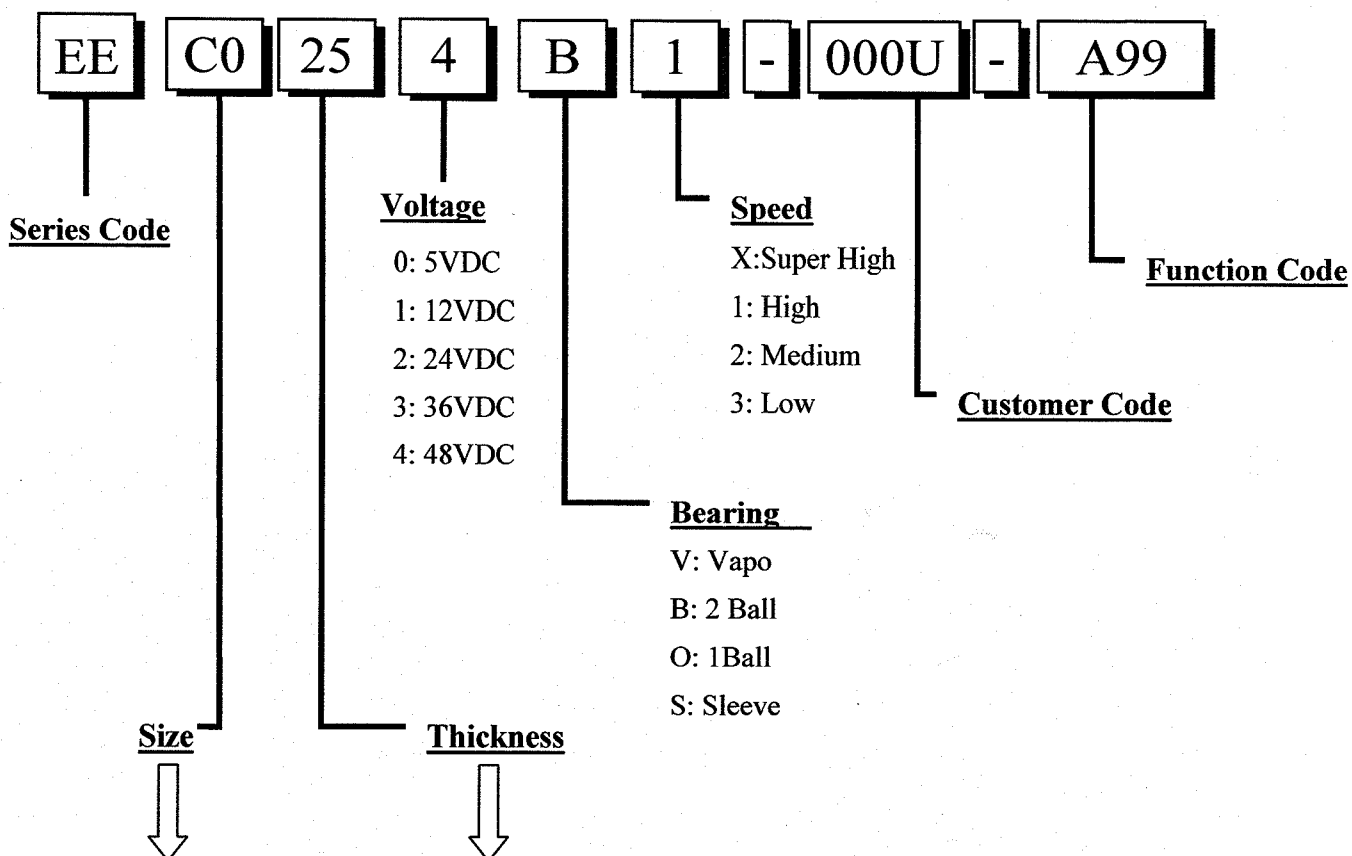 EE C0 25 4 B 1 - 000U - A99
Series Code
Voltage
0: 5VDC
1: 12VDC
2: 24VDC
3: 36VDC
4: 48VDC
Speed
X:Super High
1: High
2: Medium
3: Low
Function Code
Customer Code
Bearing
V: Vapo
B: 2 Ball
O: 1Ball
S: Sleeve
Size
Thickness